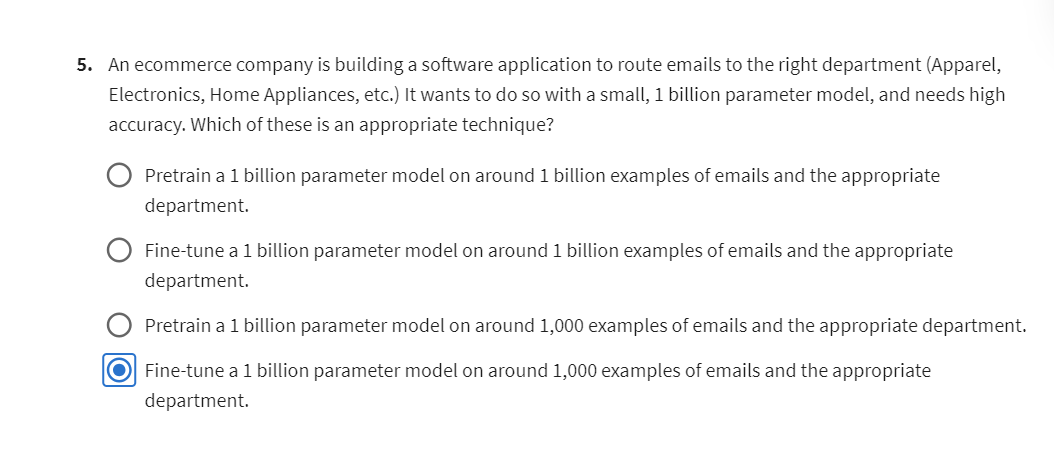 5. An ecommerce company is building a software application to route emails to the right department (Apparel,
Electronics, Home Appliances, etc.) It wants to do so with a small, 1 billion parameter model, and needs high
accuracy. Which of these is an appropriate technique?
Pretrain a 1 billion parameter model on around 1 billion examples of emails and the appropriate
department.
Fine-tune a 1 billion parameter model on around 1 billion examples of emails and the appropriate
department.
Pretrain a 1 billion parameter model on around 1,000 examples of emails and the appropriate department.
Fine-tune a 1 billion parameter model on around 1,000 examples of emails and the appropriate
department.